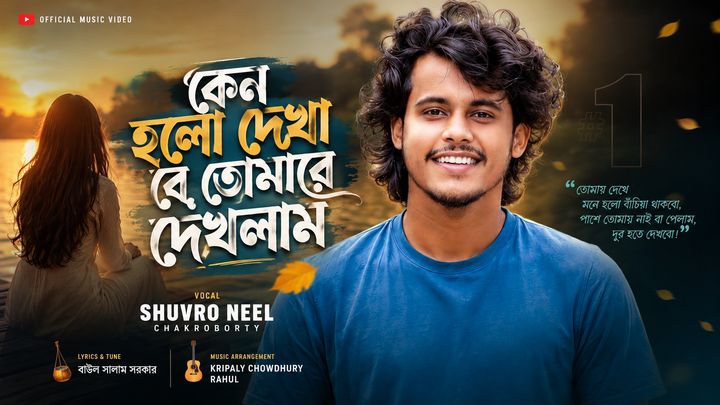 OFFICIAL MUSIC VIDEO
কেন
হলো দেখা
রে তোমারে
দেখলাম
#1
“তোমায় দেখে
মনে হলো বাঁচিয়া থাকবো,
পাশে তোমায় নাই বা পেলাম,
দুর হতে দেখবো!”
VOCAL
SHUVRO NEEL
CHAKROBORTY
LYRICS & TUNE
বাউল সালাম সরকার
MUSIC ARRANGEMENT
KRIPALY CHOWDHURY
RAHUL